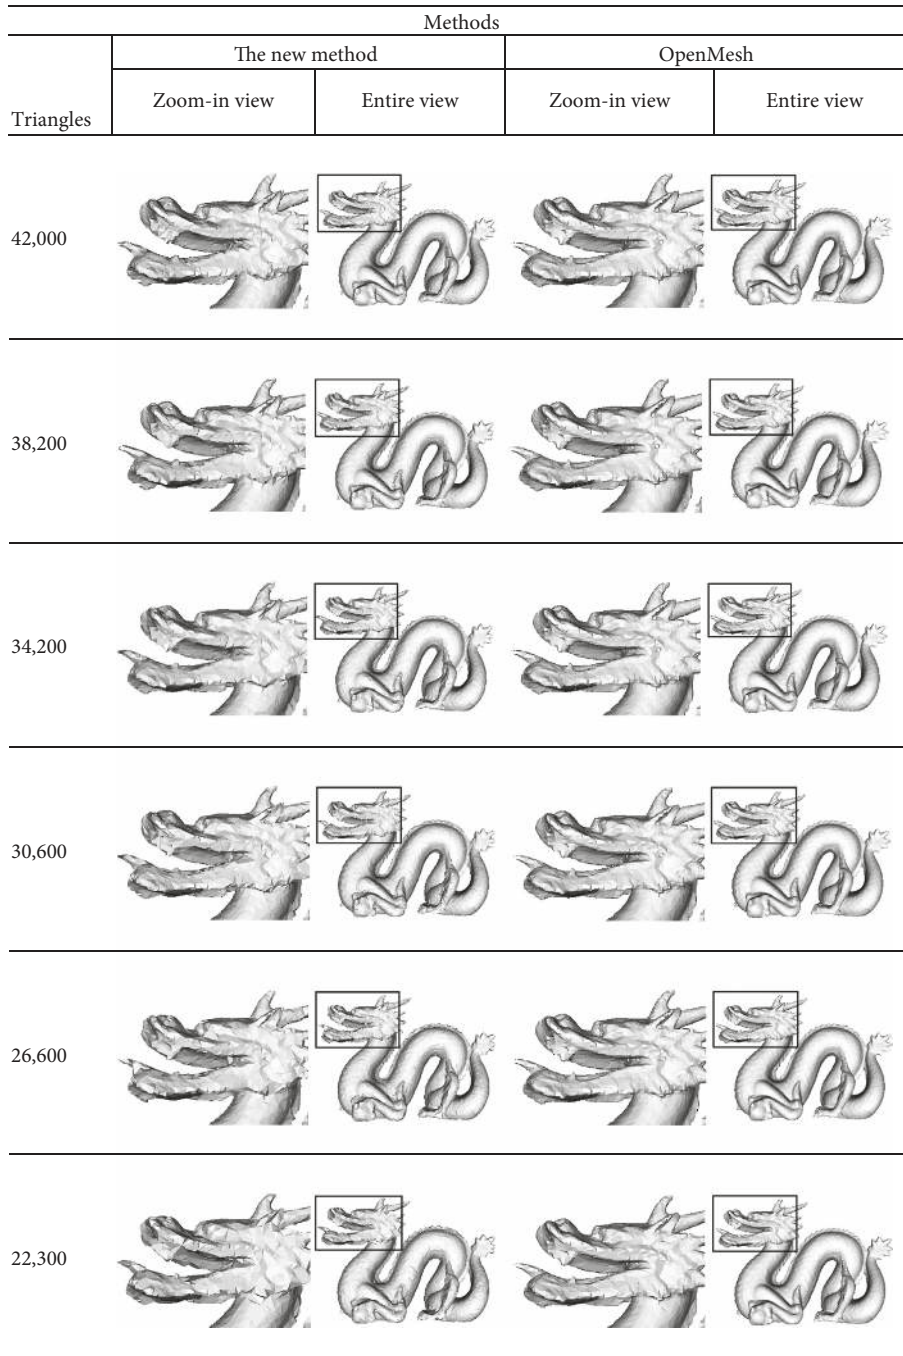 Methods
The new method OpenMesh
Zoom-in view Entire view Zoom-in view Entire view
Triangles
42,000
38,200
34,200
30,600
26,600
22,300